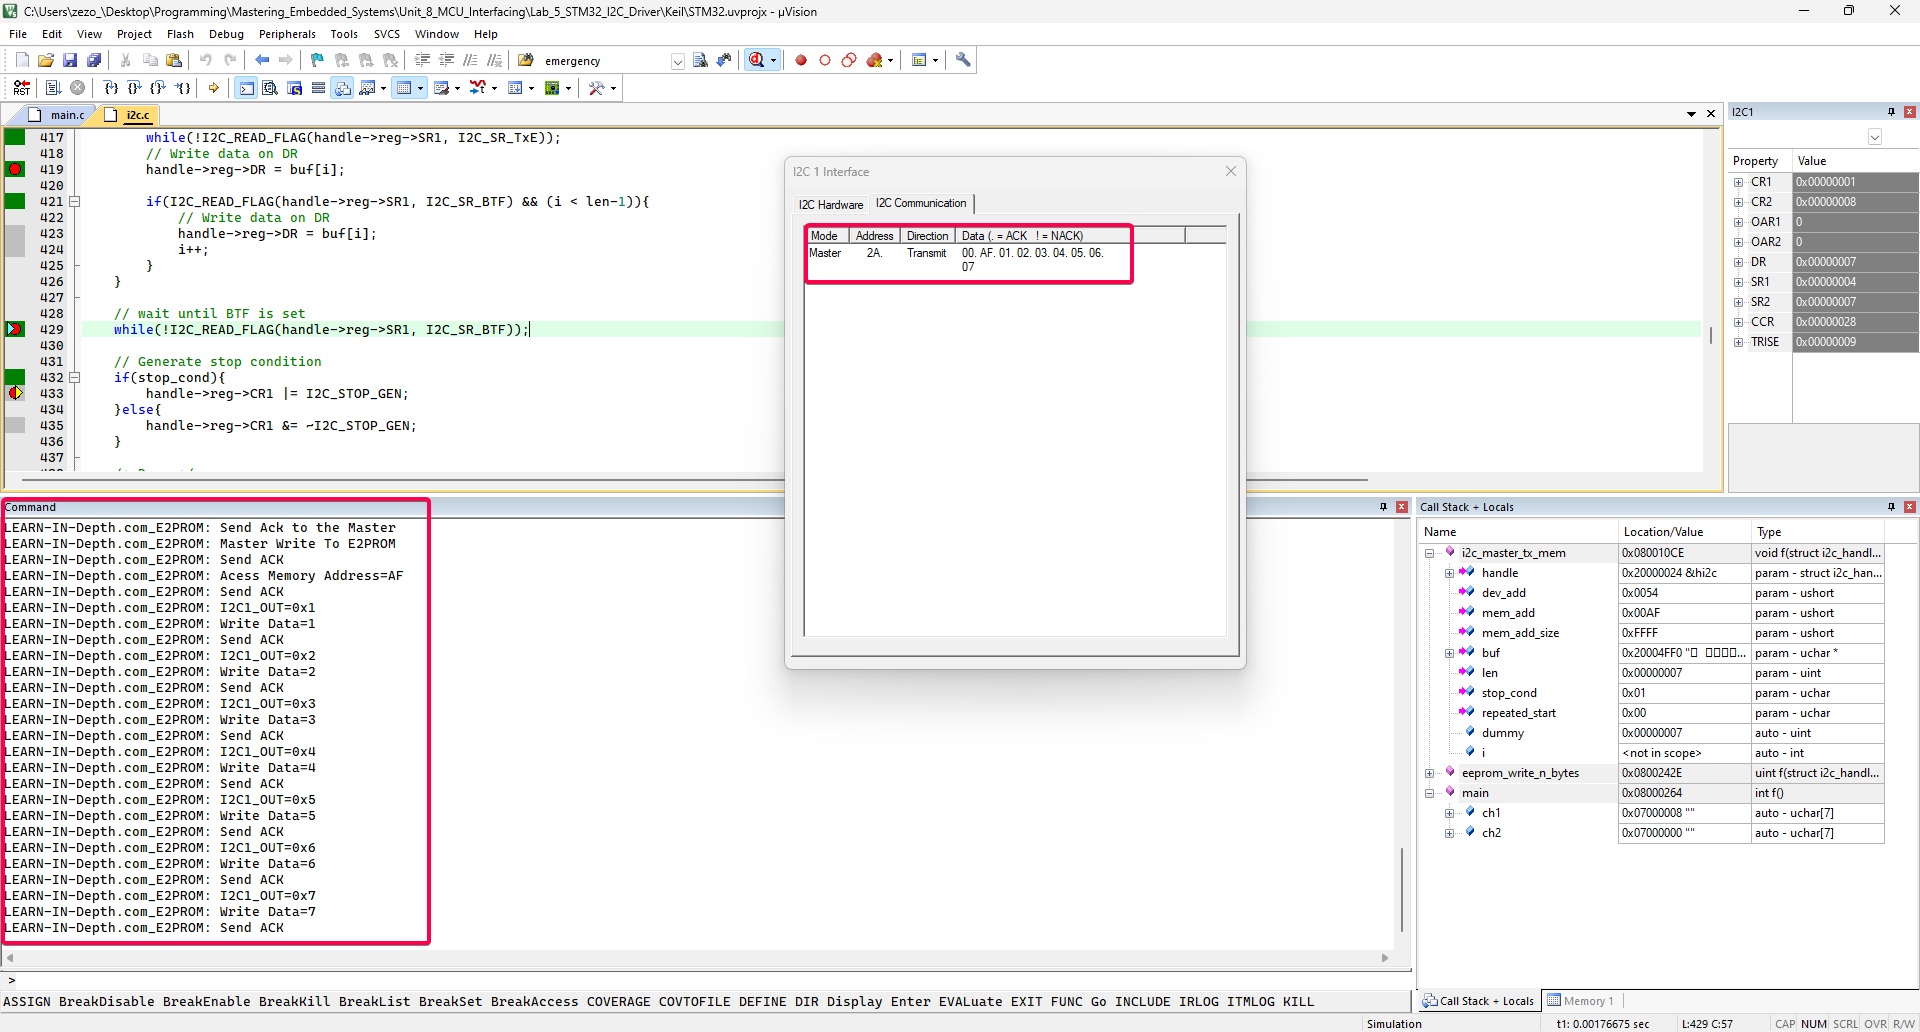 C:\Users\zezo_\Desktop\Programming\Mastering_Embedded_Systems\Unit_8_MCU_Interfacing\Lab_5_STM32_I2C_Driver\Keil\STM32.uvprojx - µVision
File Edit View Project Flash Debug Peripherals Tools SVCS Window Help
emergency
RST
main.c i2c.c
417 while(!I2C_READ_FLAG(handle->reg->SR1, I2C_SR_TxE));
418 // Write data on DR
419 handle->reg->DR = buf[i];
420
421 if(I2C_READ_FLAG(handle->reg->SR1, I2C_SR_BTF) && (i < len-1)){
422 // Write data on DR
423 handle->reg->DR = buf[i];
424 i++;
425 }
426 }
427
428 // wait until BTF is set
429 while(!I2C_READ_FLAG(handle->reg->SR1, I2C_SR_BTF));
430
431 // Generate stop condition
432 if(stop_cond){
433 handle->reg->CR1 |= I2C_STOP_GEN;
434 }else{
435 handle->reg->CR1 &= ~I2C_STOP_GEN;
436 }
437
I2C 1 Interface
I2C Hardware I2C Communication
Mode Address Direction Data (. = ACK ! = NACK)
Master 2A. Transmit 00. AF. 01. 02. 03. 04. 05. 06.
07
I2C1
Property Value
CR1 0x00000001
CR2 0x00000008
OAR1 0
OAR2 0
DR 0x00000007
SR1 0x00000004
SR2 0x00000007
CCR 0x00000028
TRISE 0x00000009
Command
LEARN-IN-Depth.com_E2PROM: Send Ack to the Master
LEARN-IN-Depth.com_E2PROM: Master Write To E2PROM
LEARN-IN-Depth.com_E2PROM: Send ACK
LEARN-IN-Depth.com_E2PROM: Acess Memory Address=AF
LEARN-IN-Depth.com_E2PROM: Send ACK
LEARN-IN-Depth.com_E2PROM: I2C1_OUT=0x1
LEARN-IN-Depth.com_E2PROM: Write Data=1
LEARN-IN-Depth.com_E2PROM: Send ACK
LEARN-IN-Depth.com_E2PROM: I2C1_OUT=0x2
LEARN-IN-Depth.com_E2PROM: Write Data=2
LEARN-IN-Depth.com_E2PROM: Send ACK
LEARN-IN-Depth.com_E2PROM: I2C1_OUT=0x3
LEARN-IN-Depth.com_E2PROM: Write Data=3
LEARN-IN-Depth.com_E2PROM: Send ACK
LEARN-IN-Depth.com_E2PROM: I2C1_OUT=0x4
LEARN-IN-Depth.com_E2PROM: Write Data=4
LEARN-IN-Depth.com_E2PROM: Send ACK
LEARN-IN-Depth.com_E2PROM: I2C1_OUT=0x5
LEARN-IN-Depth.com_E2PROM: Write Data=5
LEARN-IN-Depth.com_E2PROM: Send ACK
LEARN-IN-Depth.com_E2PROM: I2C1_OUT=0x6
LEARN-IN-Depth.com_E2PROM: Write Data=6
LEARN-IN-Depth.com_E2PROM: Send ACK
LEARN-IN-Depth.com_E2PROM: I2C1_OUT=0x7
LEARN-IN-Depth.com_E2PROM: Write Data=7
LEARN-IN-Depth.com_E2PROM: Send ACK
>
ASSIGN BreakDisable BreakEnable BreakKill BreakList BreakSet BreakAccess COVERAGE COVTOFILE DEFINE DIR Display Enter EVALuate EXIT FUNC Go INCLUDE IRLOG ITMLOG KILL
Call Stack + Locals
Name Location/Value Type
i2c_master_tx_mem 0x080010CE void f(struct i2c_handl...
handle 0x20000024 &hi2c param - struct i2c_han...
dev_add 0x0054 param - ushort
mem_add 0x00AF param - ushort
mem_add_size 0xFFFF param - ushort
buf 0x20004FF0 "▯ ▯▯▯▯... param - uchar *
len 0x00000007 param - uint
stop_cond 0x01 param - uchar
repeated_start 0x00 param - uchar
dummy 0x00000007 auto - uint
i <not in scope> auto - int
eeprom_write_n_bytes 0x0800242E uint f(struct i2c_handl...
main 0x08000264 int f()
ch1 0x07000008 "" auto - uchar[7]
ch2 0x07000000 "" auto - uchar[7]
Call Stack + Locals Memory 1
Simulation t1: 0.00176675 sec L:429 C:57 CAP NUM SCRL OVR R/W